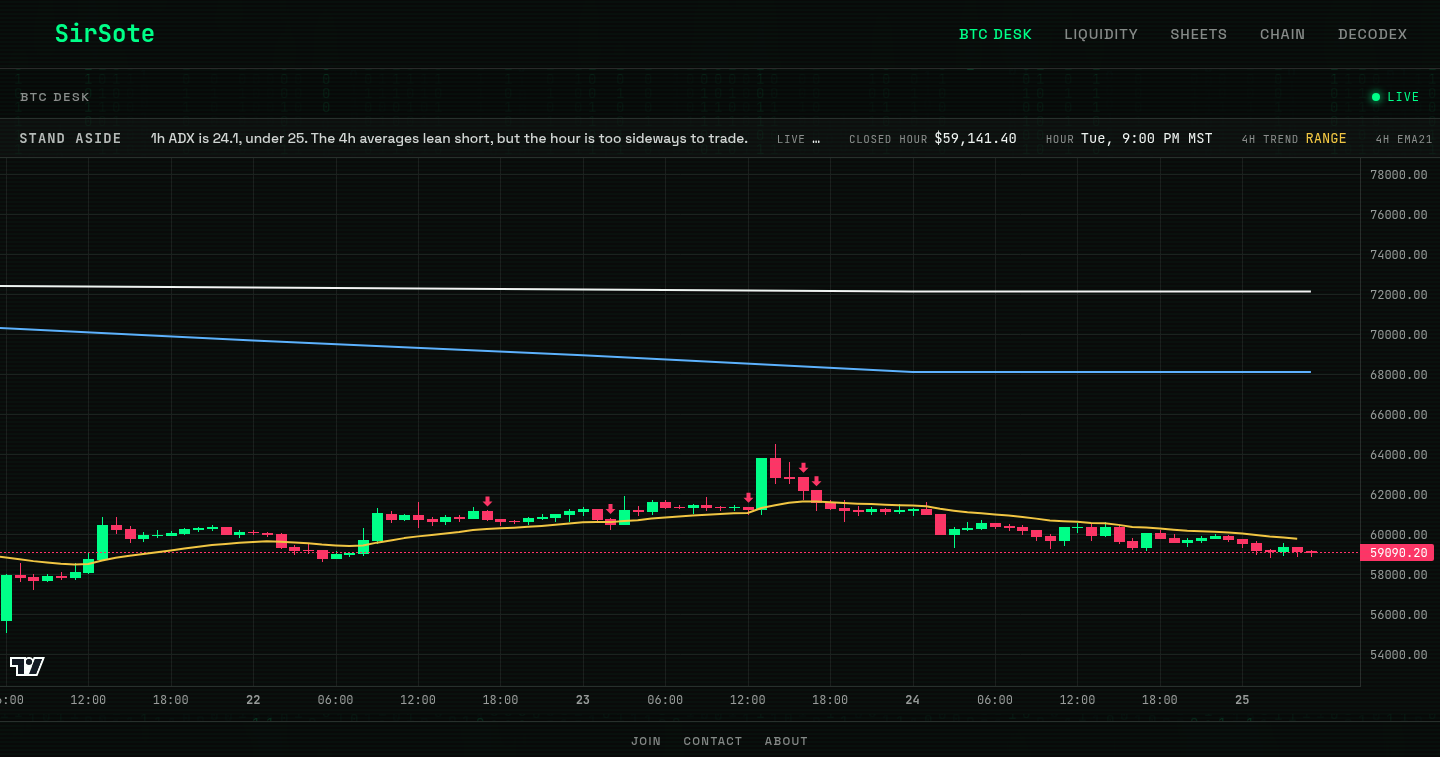 SirSote
BTC DESK LIQUIDITY SHEETS CHAIN DECODEX
BTC DESK
LIVE
STAND ASIDE 1h ADX is 24.1, under 25. The 4h averages lean short, but the hour is too sideways to trade. LIVE … CLOSED HOUR $59,141.40 HOUR Tue, 9:00 PM MST 4H TREND RANGE 4H EMA21
78000.00
76000.00
74000.00
72000.00
70000.00
68000.00
66000.00
64000.00
62000.00
60000.00
59090.20
58000.00
56000.00
54000.00
:00 12:00 18:00 22 06:00 12:00 18:00 23 06:00 12:00 18:00 24 06:00 12:00 18:00 25
JOIN CONTACT ABOUT